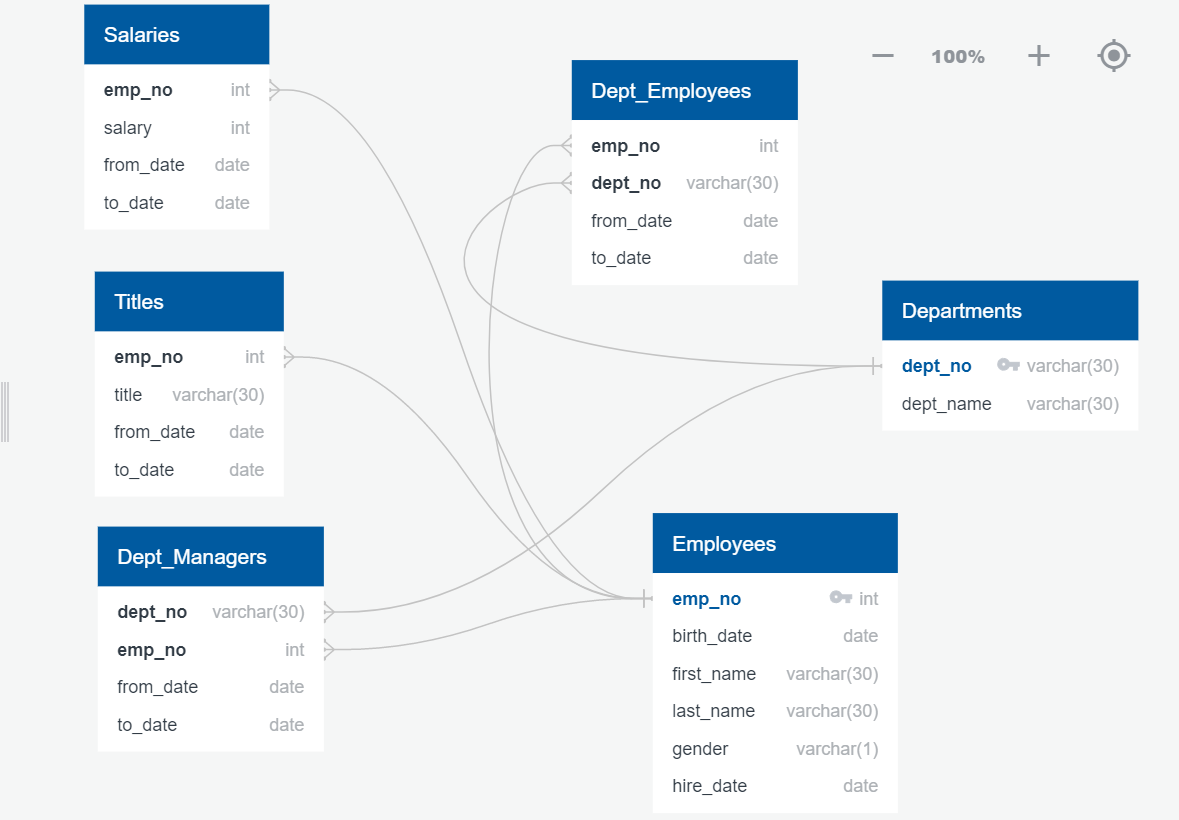 Salaries
emp_no int
salary int
from_date date
to_date date
Titles
emp_no int
title varchar(30)
from_date date
to_date date
Dept_Managers
dept_no varchar(30)
emp_no int
from_date date
to_date date
Dept_Employees
emp_no int
dept_no varchar(30)
from_date date
to_date date
100%
Departments
dept_no varchar(30)
dept_name varchar(30)
Employees
emp_no int
birth_date date
first_name varchar(30)
last_name varchar(30)
gender varchar(1)
hire_date date